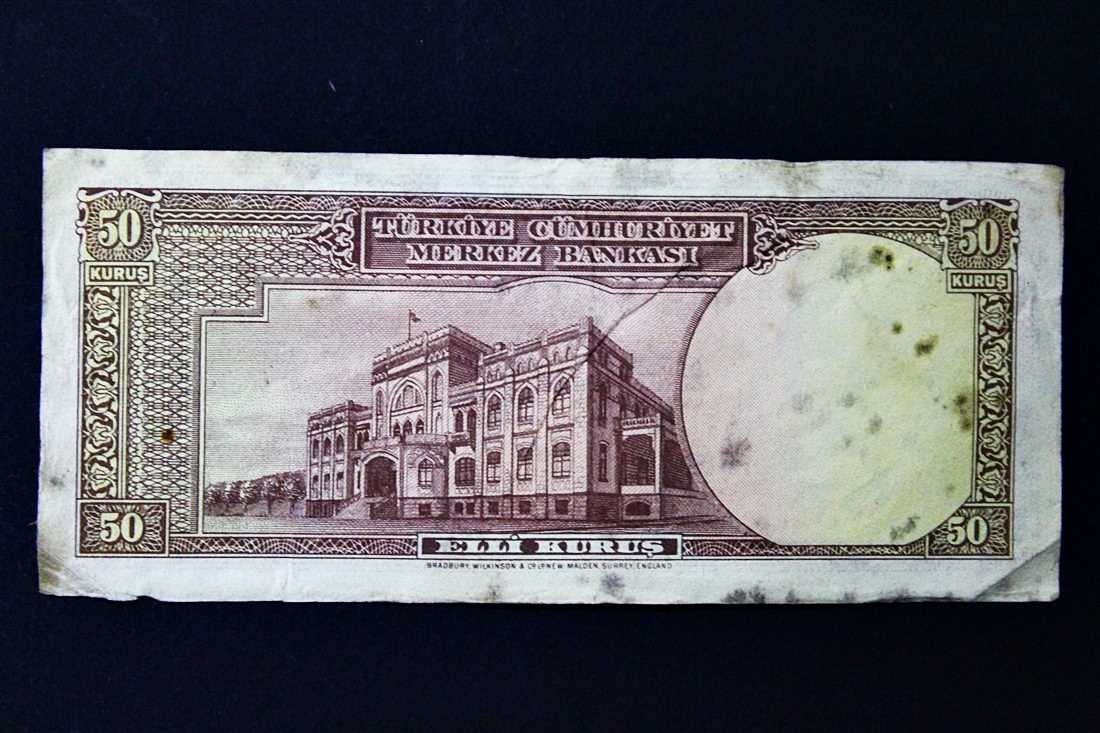 50
TÜRKİYE CÜMHURİYET
MERKEZ BANKASI
50
KURUŞ
KURUŞ
50
ELLİ KURUŞ
50
BRADBURY, WILKINSON & Cº Lº NEW MALDEN, SURREY, ENGLAND